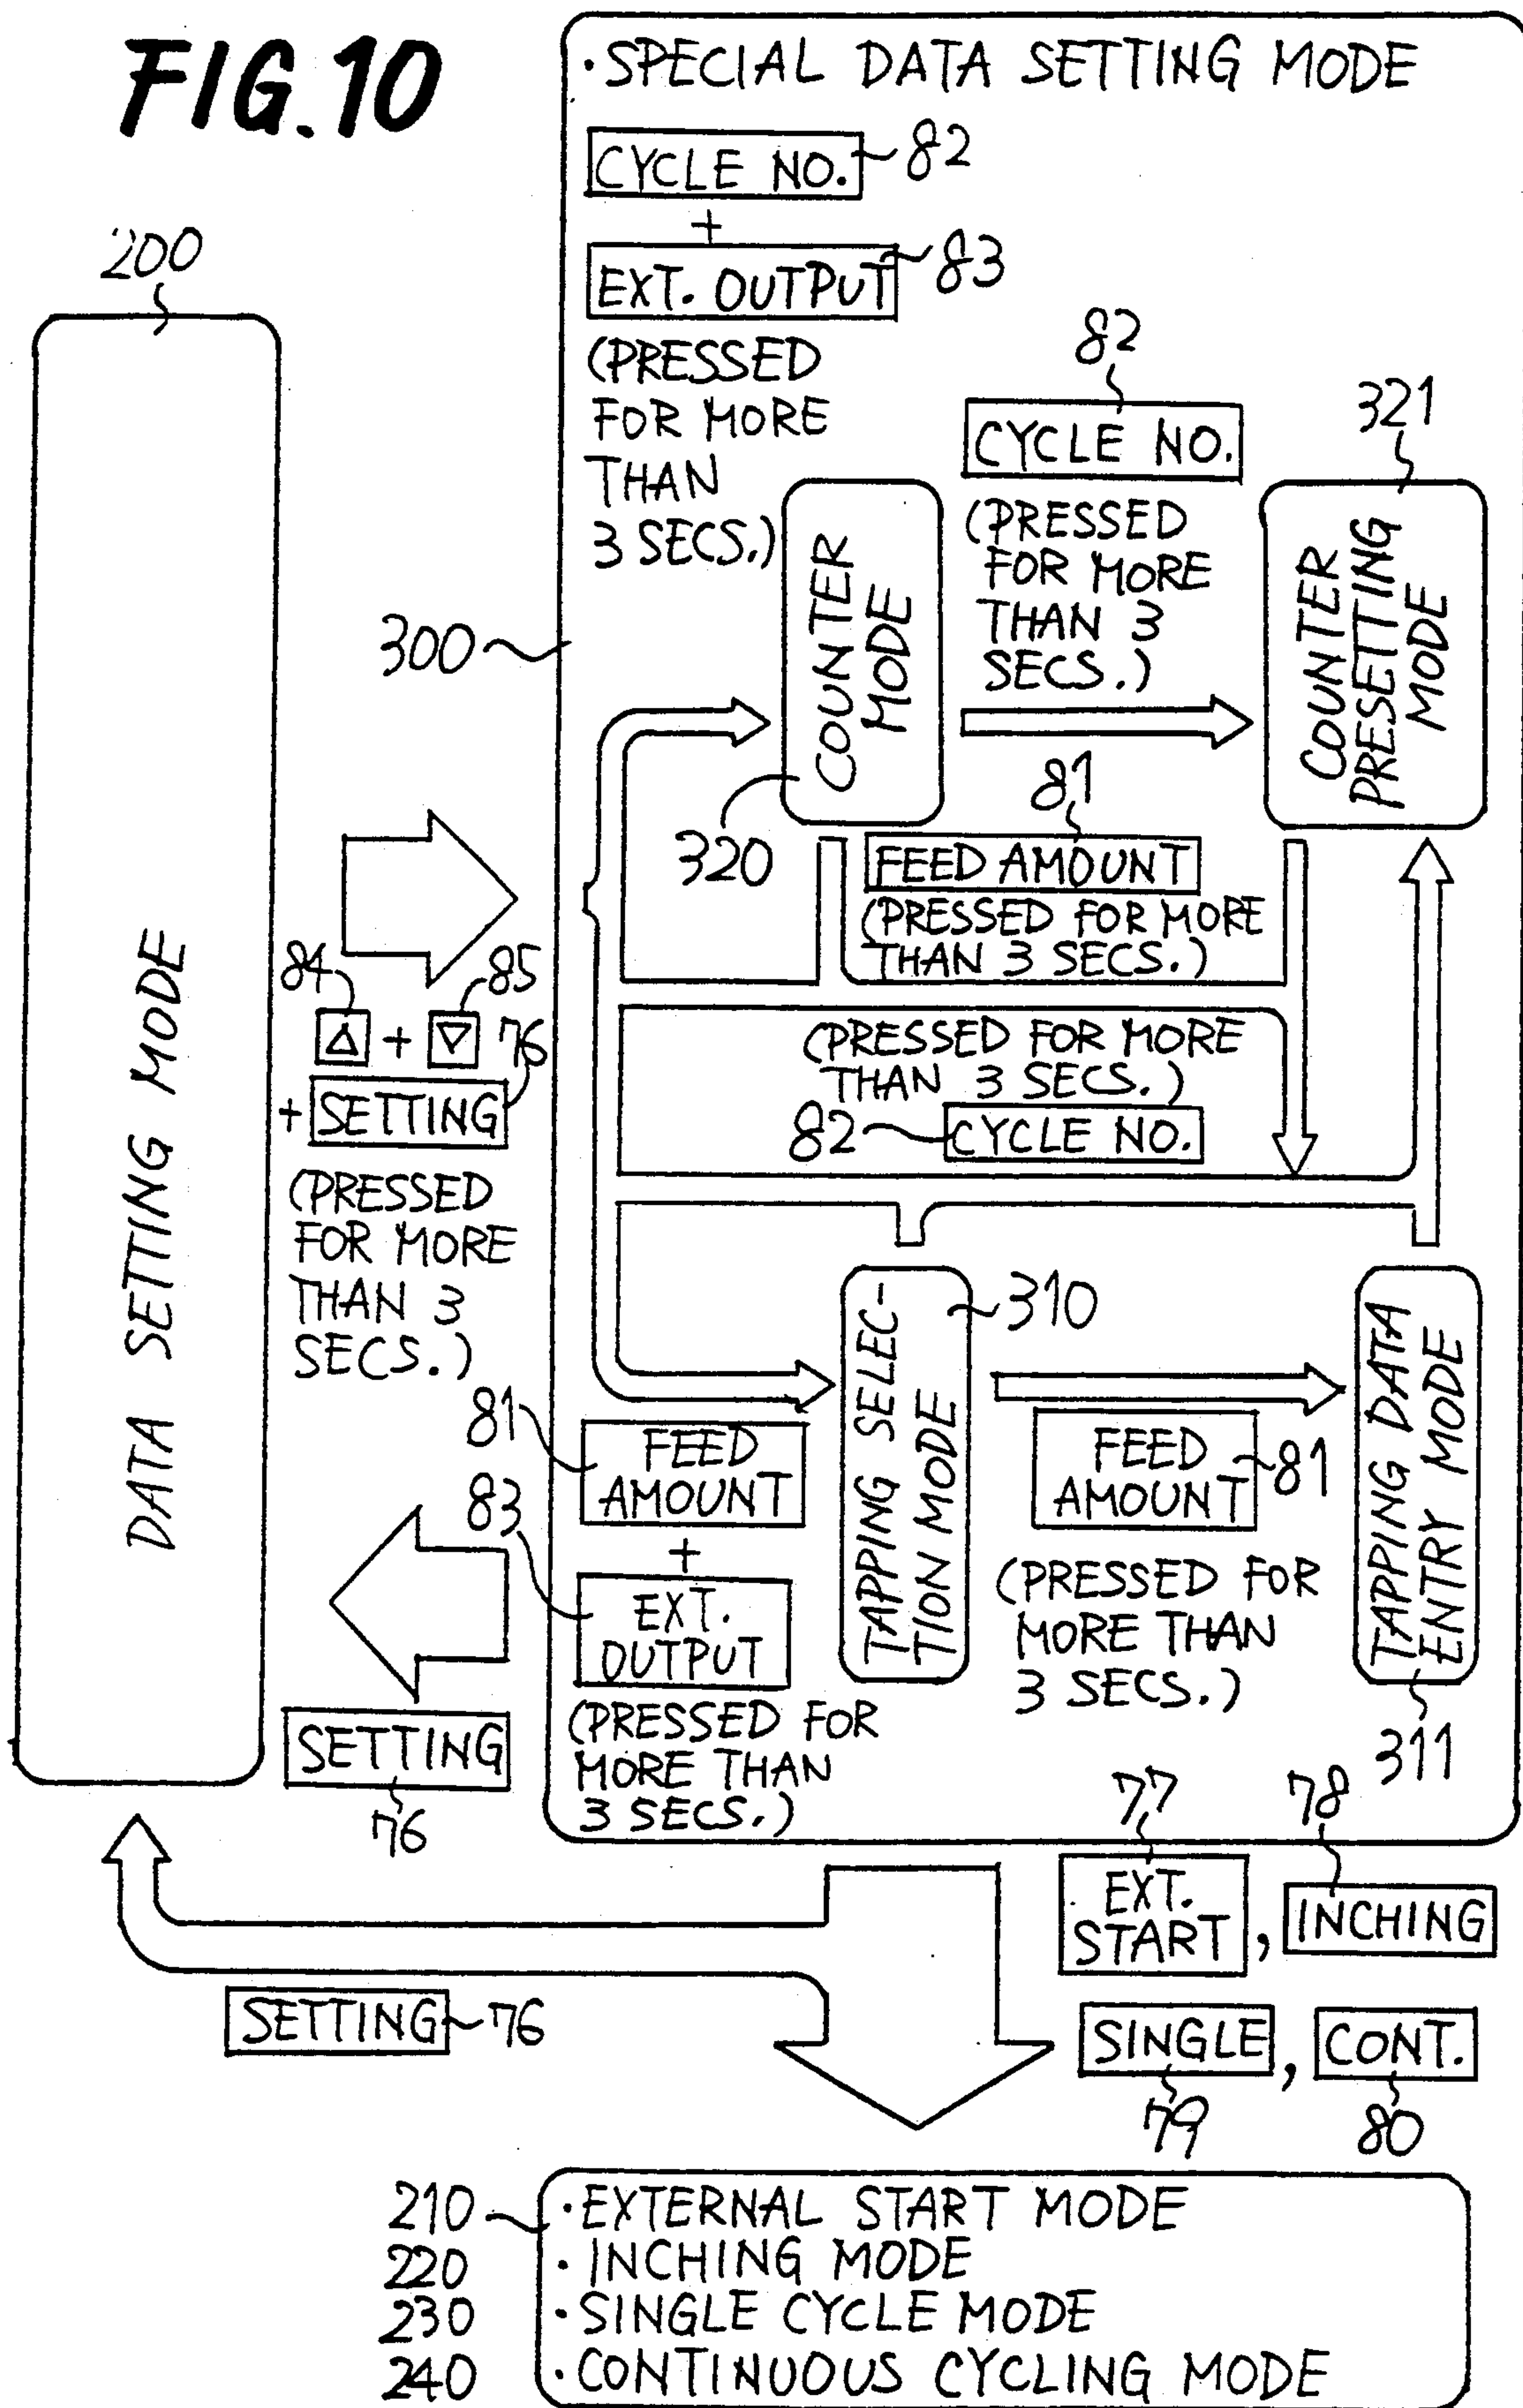 FIG.10
·SPECIAL DATA SETTING MODE
CYCLE NO. 82
+
EXT. OUTPUT 83
(PRESSED
FOR MORE
THAN
3 SECS.)
200
DATA SETTING MODE
300
COUNTER
MODE
320
82
CYCLE NO.
(PRESSED
FOR MORE
THAN 3
SECS.)
321
COUNTER
PRESETTING
MODE
81
FEED AMOUNT
(PRESSED FOR MORE
THAN 3 SECS.)
84 85
△ + ▽ 76
+ SETTING
(PRESSED
FOR MORE
THAN 3
SECS.)
(PRESSED FOR MORE
THAN 3 SECS.)
82 CYCLE NO.
310
TAPPING SELEC-
TION MODE
81
FEED
AMOUNT
83
+
EXT.
OUTPUT
(PRESSED FOR
MORE THAN
3 SECS.)
FEED
AMOUNT 81
(PRESSED FOR
MORE THAN
3 SECS.)
TAPPING DATA
ENTRY MODE
311
SETTING
76
77
EXT.
START ,
78
INCHING
SETTING 76
SINGLE , CONT.
79 80
210 ·EXTERNAL START MODE
220 ·INCHING MODE
230 ·SINGLE CYCLE MODE
240 ·CONTINUOUS CYCLING MODE